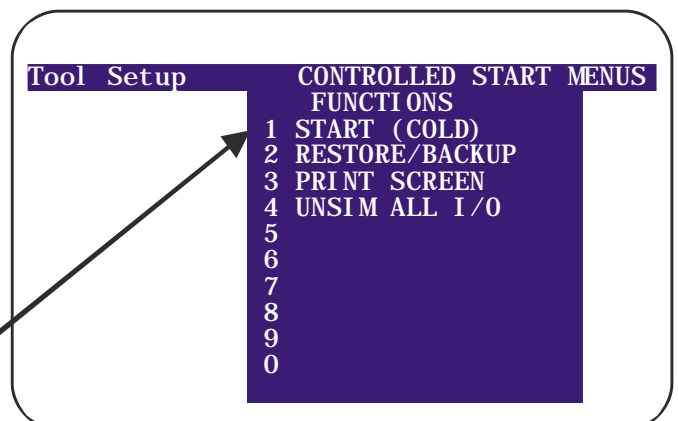 Tool Setup CONTROLLED START MENUS
FUNCTIONS
1 START (COLD)
2 RESTORE/BACKUP
3 PRINT SCREEN
4 UNSIM ALL I/O
5
6
7
8
9
0